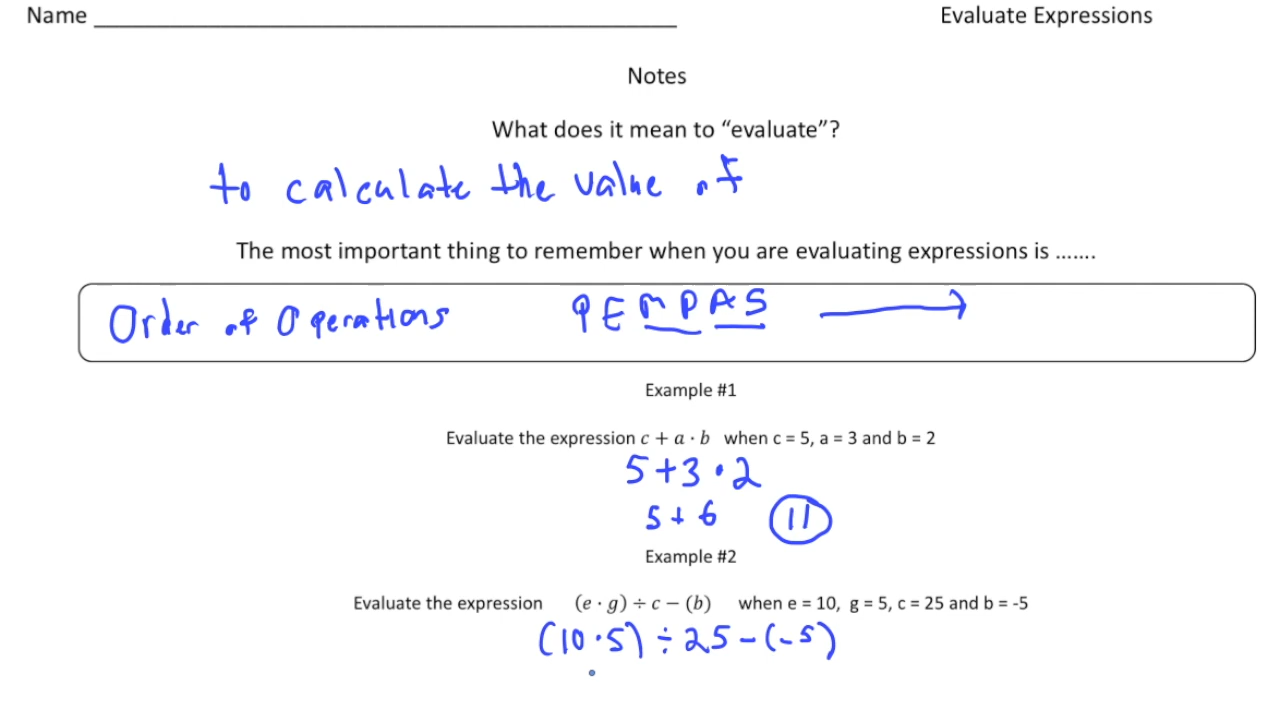 Name ____________________ Evaluate Expressions
Notes
What does it mean to “evaluate”?
to calculate the value of
The most important thing to remember when you are evaluating expressions is .......
Order of Operations PEMDAS
Example #1
Evaluate the expression c + a · b when c = 5, a = 3 and b = 2
5+3·2
5+6 11
Example #2
Evaluate the expression (e · g) ÷ c − (b) when e = 10, g = 5, c = 25 and b = -5
(10·5) ÷ 25 − (-5)